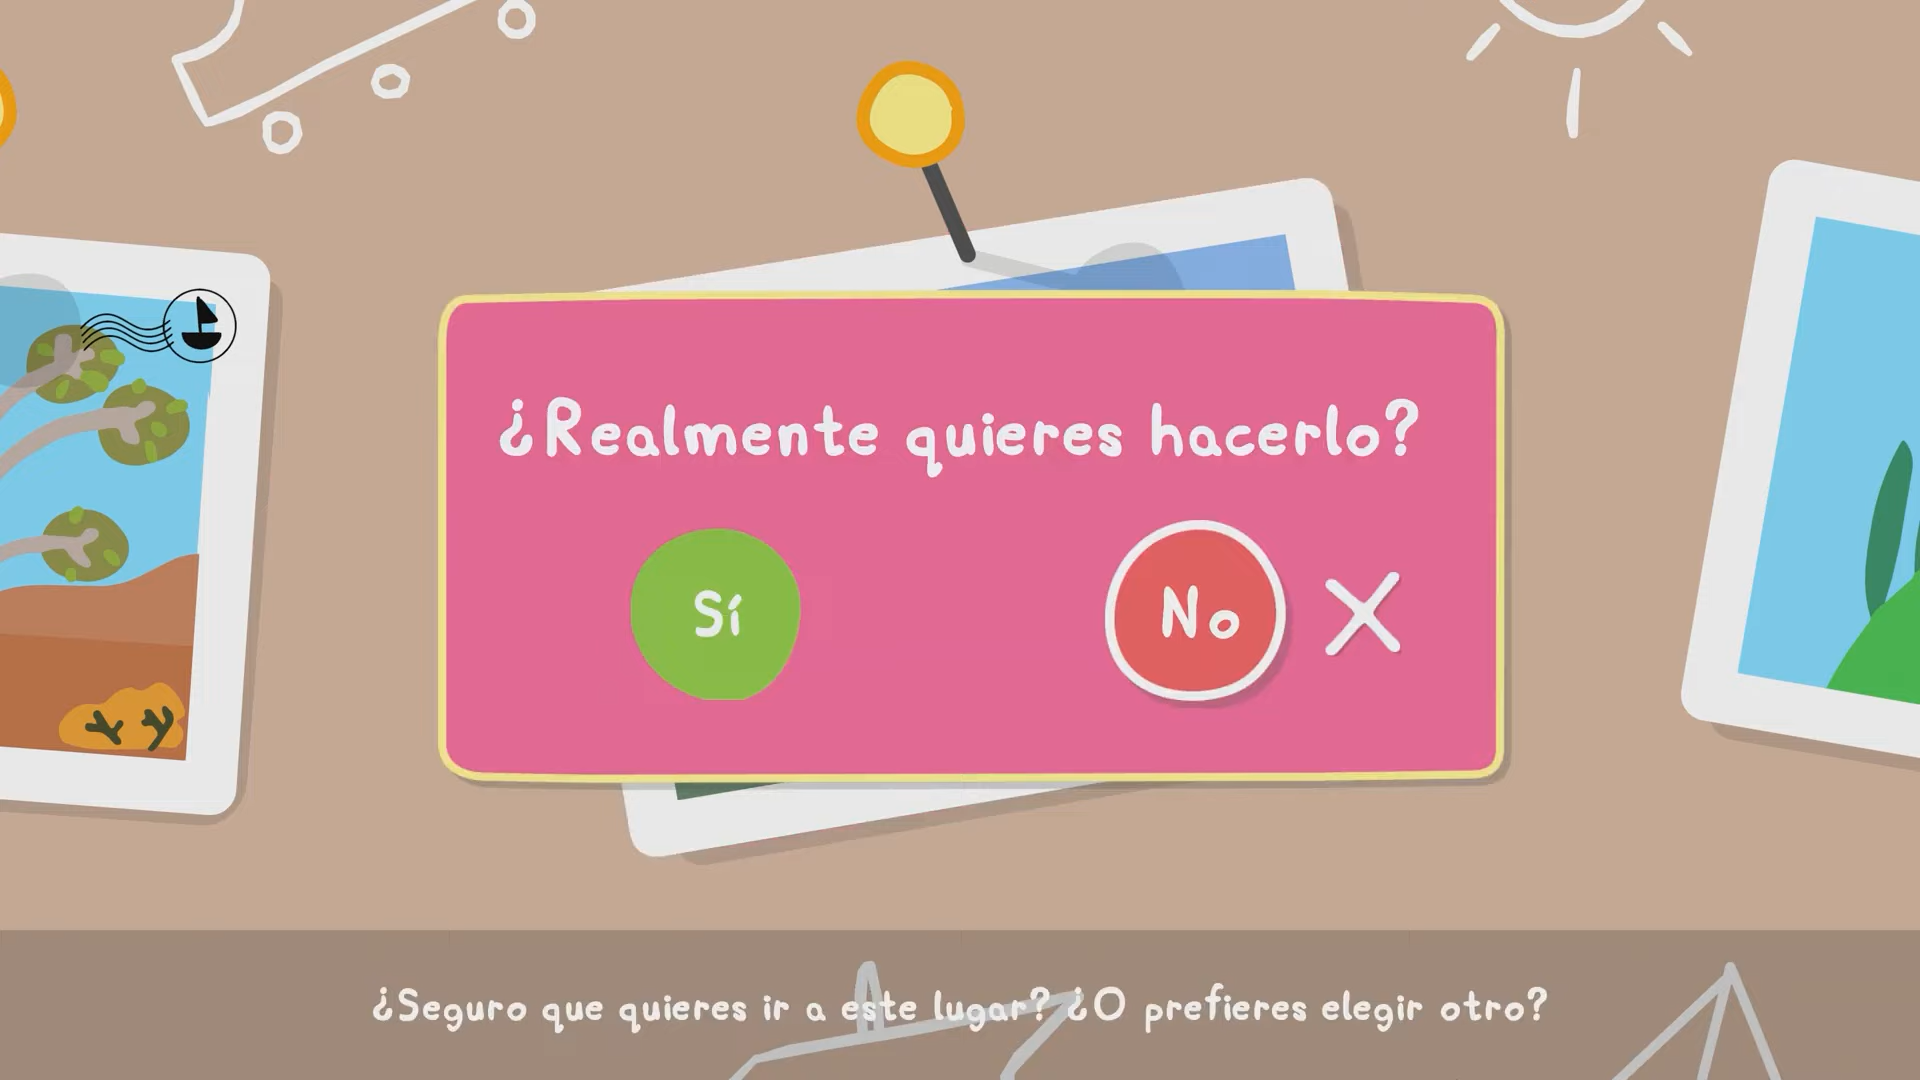 ¿Realmente quieres hacerlo?
Sí
No
¿Seguro que quieres ir a este lugar? ¿O prefieres elegir otro?